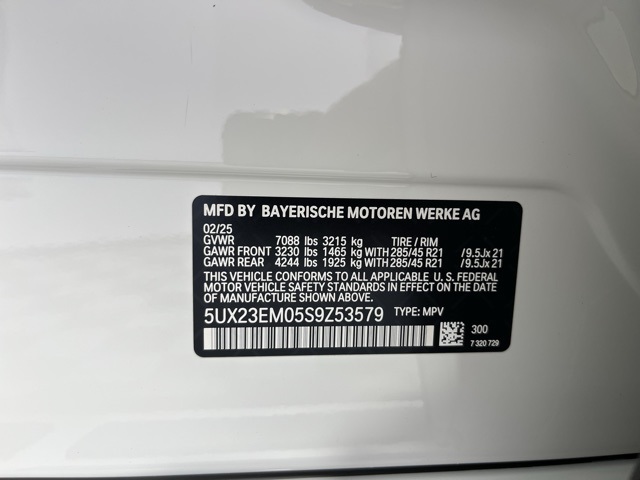 MFD BY BAYERISCHE MOTOREN WERKE AG
02/25
GVWR 7088 lbs 3215 kg TIRE / RIM
GAWR FRONT 3230 lbs 1465 kg WITH 285/45 R21 /9.5Jx 21
GAWR REAR 4244 lbs 1925 kg WITH 285/45 R21 /9.5Jx 21
THIS VEHICLE CONFORMS TO ALL APPLICABLE U. S. FEDERAL
MOTOR VEHICLE SAFETY STANDARDS IN EFFECT ON THE DATE
OF MANUFACTURE SHOWN ABOVE.
5UX23EM05S9Z53579 TYPE: MPV
300
7 320 729